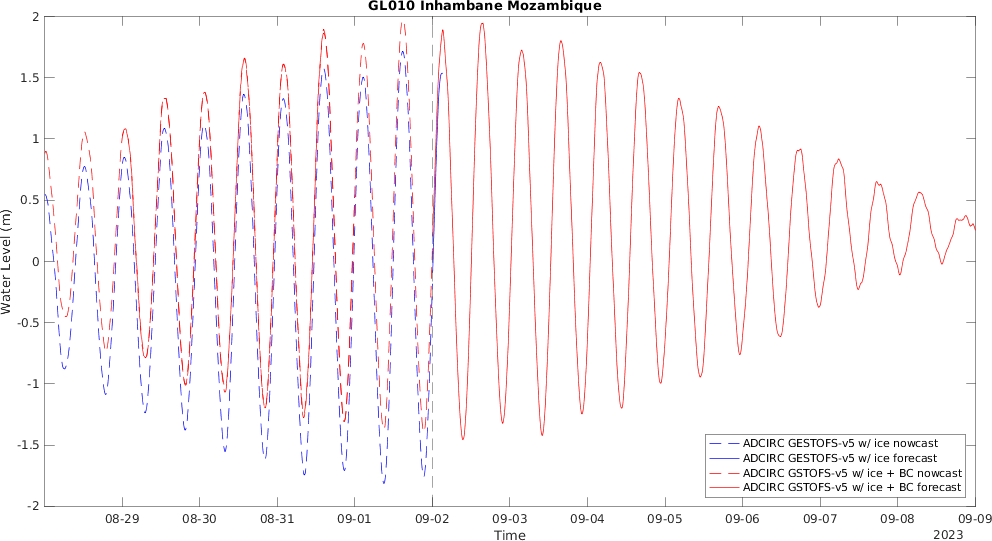 GL010 Inhambane Mozambique
2
1.5
1
0.5
0
-0.5
-1
-1.5
-2
Water Level (m)
ADCIRC GESTOFS-v5 w/ ice nowcast
ADCIRC GESTOFS-v5 w/ ice forecast
ADCIRC GSTOFS-v5 w/ ice + BC nowcast
ADCIRC GSTOFS-v5 w/ ice + BC forecast
08-29 08-30 08-31 09-01 09-02 09-03 09-04 09-05 09-06 09-07 09-08 09-09
Time
2023